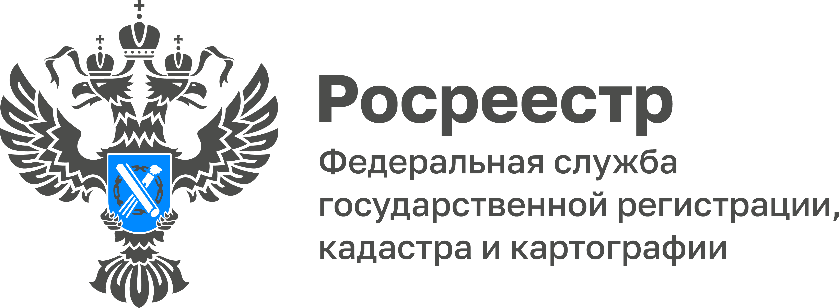 Росреестр
Федеральная служба
государственной регистрации,
кадастра и картографии